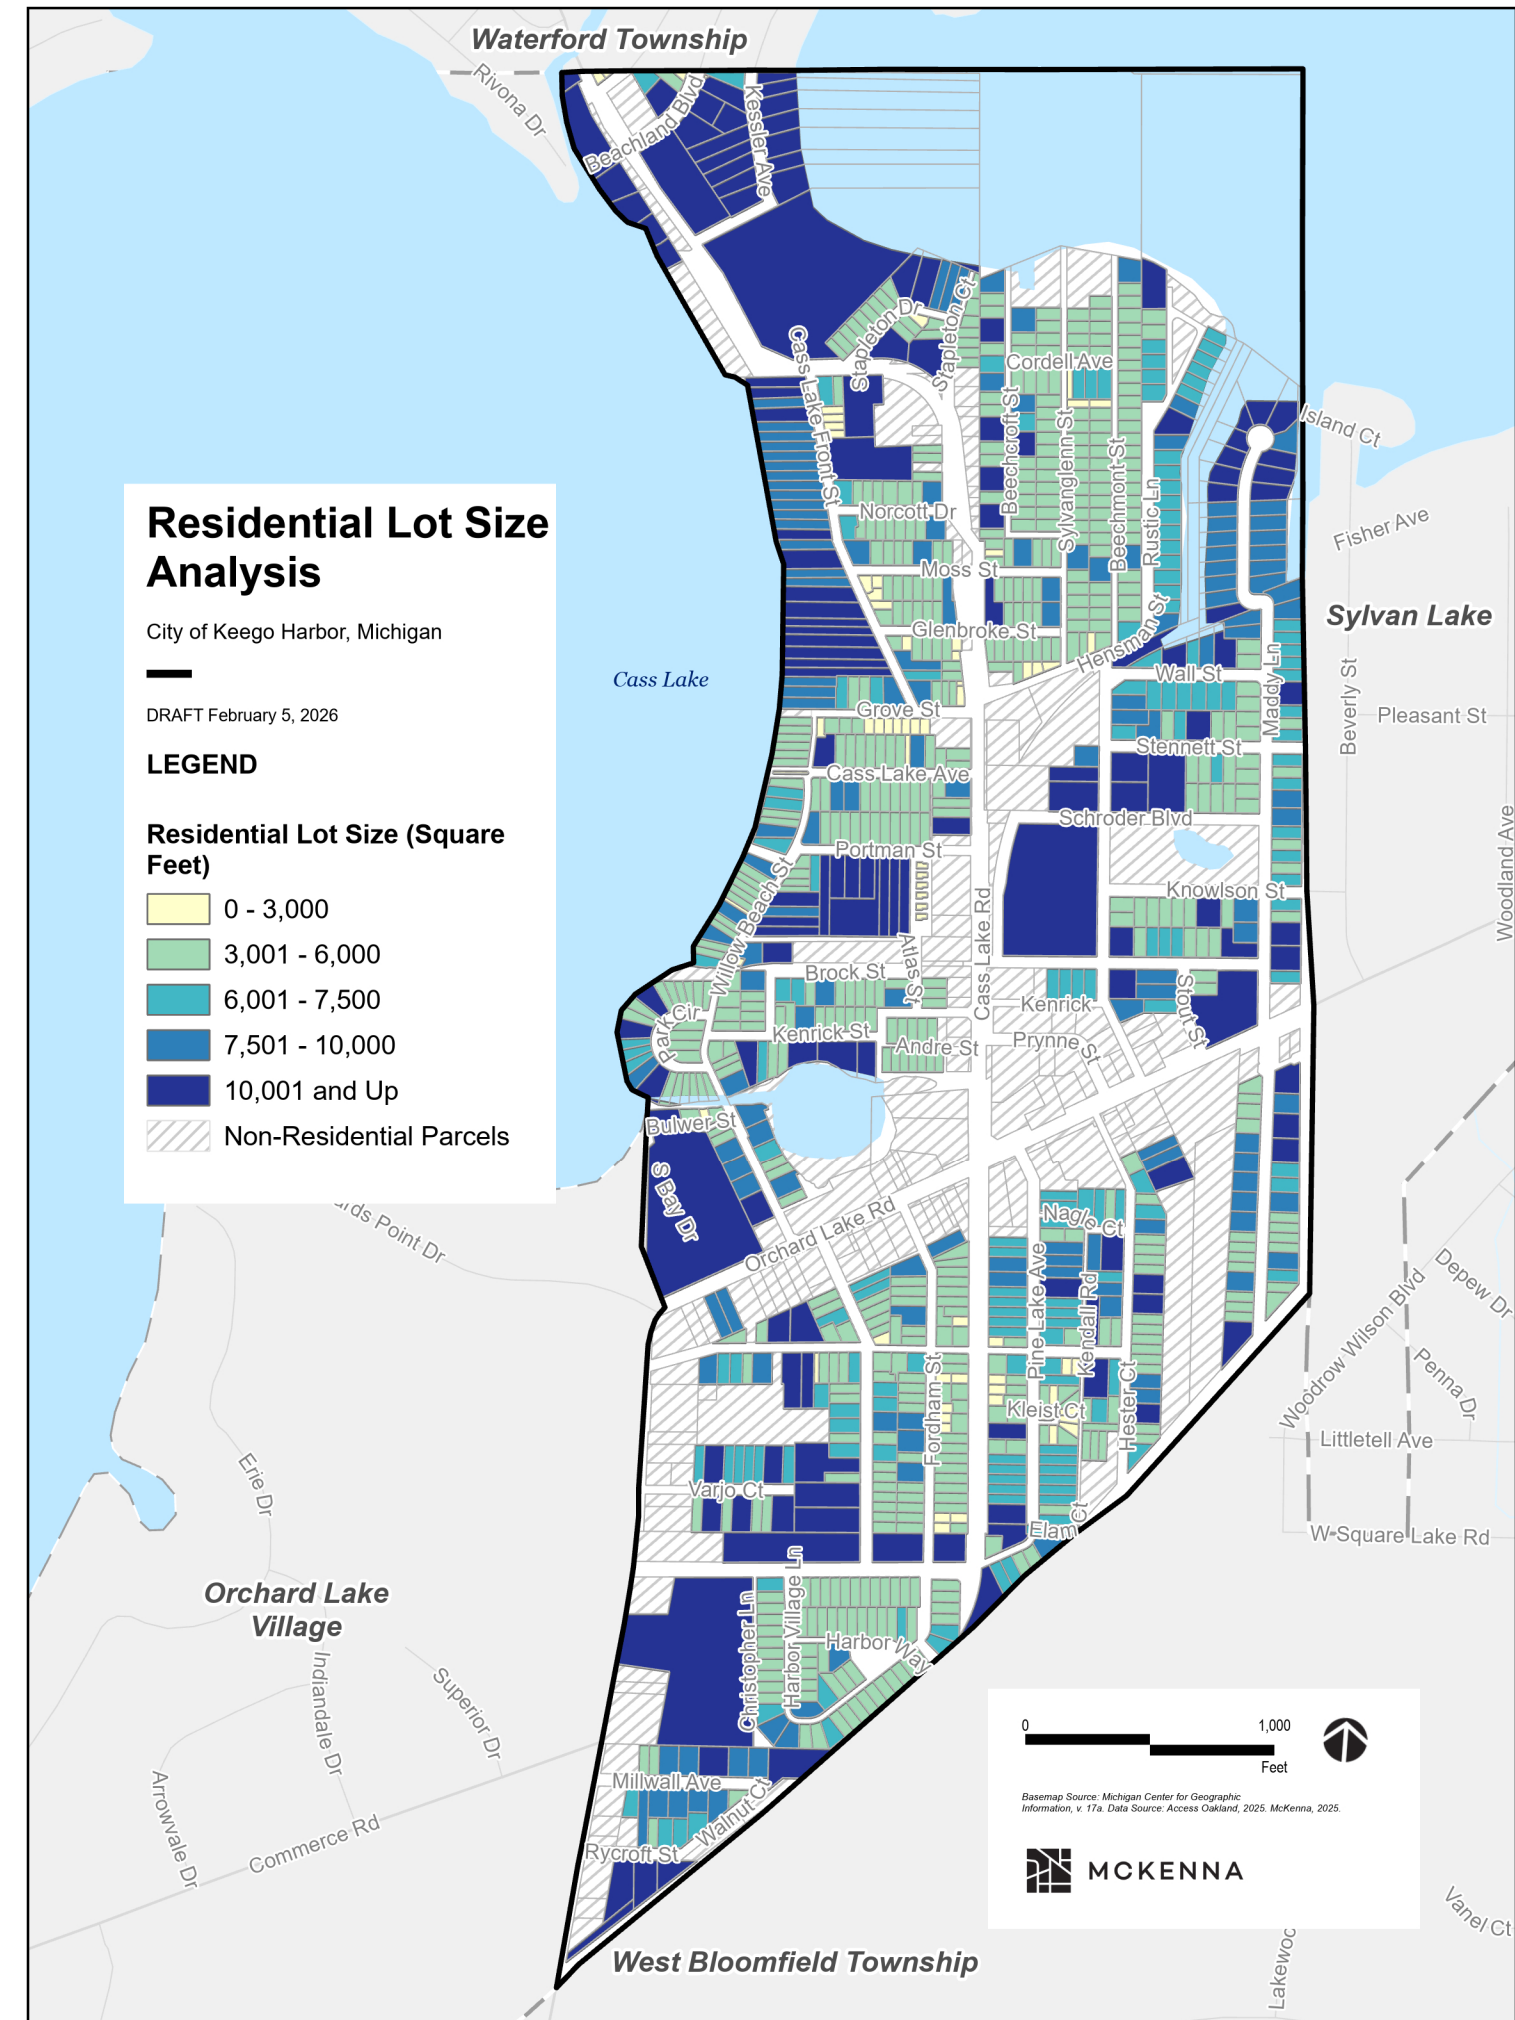 Waterford Township
Rivona Dr
Beachland Blvd
Kessler Ave
Stapleton Dr
Stapleton Ct
Cass Lake Front St
Cordell Ave
Beechcroft St
Sylvanglenn St
Beechmont St
Rustic Ln
Island Ct
Norcott Dr
Moss St
Glenbroke St
Hensman St
Fisher Ave
Sylvan Lake
Residential Lot Size
Analysis
City of Keego Harbor, Michigan
DRAFT February 5, 2026
LEGEND
Residential Lot Size (Square
Feet)
0 - 3,000
3,001 - 6,000
6,001 - 7,500
7,501 - 10,000
10,001 and Up
Non-Residential Parcels
Cass Lake
Wall St
Maddy Ln
Beverly St
Pleasant St
Grove St
Stennett St
Cass Lake Ave
Schroder Blvd
Woodland Ave
Portman St
Willow Beach St
Knowlson St
Cass Lake Rd
Atlas St
Brock St
Kenrick
Stout St
Park Cir
Kenrick St
Andre St
Prynne St
Bulwer St
S Bay Dr
Orchard Lake Rd
Nagle Ct
Pine Lake Ave
Kendall Rd
Hester Ct
Fordham St
Kleist Ct
ards Point Dr
Depew Dr
Woodrow Wilson Blvd
Penna Dr
Littletell Ave
W Square Lake Rd
Erie Dr
Varjo Ct
Elam Ct
Orchard Lake
Village
Harbor Village Ln
Christopher Ln
Harbor Way
Indiandale Dr
Superior Dr
Arrowvale Dr
Commerce Rd
Millwall Ave
Walnut Ct
Rycroft St
0
1,000
Feet
Basemap Source: Michigan Center for Geographic
Information, v. 17a. Data Source: Access Oakland, 2025. McKenna, 2025.
MCKENNA
West Bloomfield Township
Vanel Ct
Lakewoo